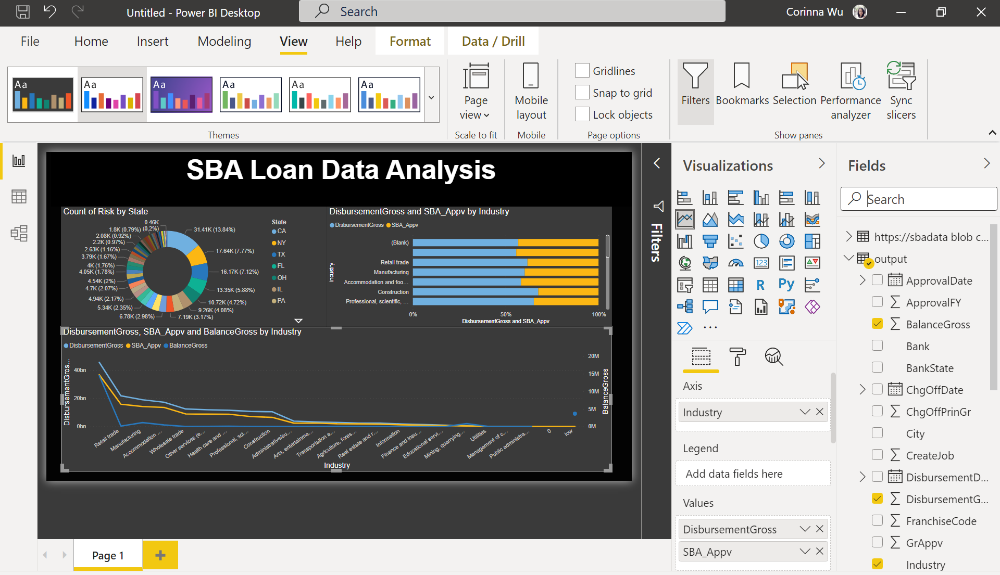 Untitled - Power BI Desktop
Search
Corinna Wu
File
Home
Insert
Modeling
View
Help
Format
Data / Drill
Aa
Aa
Aa
Aa
Aa
Aa
Themes
Page
view
Scale to fit
Mobile
layout
Mobile
Gridlines
Snap to grid
Lock objects
Page options
Filters
Bookmarks
Selection
Performance
analyzer
Sync
slicers
Show panes
SBA Loan Data Analysis
Count of Risk by State
0.46K
(0.2%)
1.8K (0.79%)
2.08K (0.92%)
2.2K (0.97%)
2.63K (1.16%)
3.79K (1.67%)
4K (1.76%)
4.05K (1.78%)
4.54K (2%)
4.7K (2.07%)
4.94K (2.17%)
5.34K (2.35%)
6.78K (2.98%)
7.19K (3.17%)
9.26K (4.08%)
10.72K (4.72%)
13.35K (5.88%)
16.17K (7.12%)
17.64K (7.77%)
31.41K (13.84%)
State
CA
NY
TX
FL
OH
IL
PA
DisbursementGross and SBA_Appv by Industry
DisbursementGross
SBA_Appv
Industry
(Blank)
Retail trade
Manufacturing
Accommodation and foo...
Construction
Professional, scientific, ...
0%
50%
100%
DisbursementGross and SBA_Appv
DisbursementGross, SBA_Appv and BalanceGross by Industry
DisbursementGross
SBA_Appv
BalanceGross
DisbursementGros...
40bn
20bn
0bn
20M
15M
10M
5M
0M
BalanceGross
Retail trade
Manufacturing
Accommodation ...
Wholesale trade
Other services (e...
Health care and ...
Professional, sci...
Construction
Administrative/su...
Arts, entertainme...
Transportation a...
Agriculture, fores...
Real estate and r...
Information
Finance and insu...
Educational servi...
Mining, quarrying...
Utilities
Management of c...
Public administra...
0
low
Industry
Page 1
Filters
Visualizations
123
R
Py
Axis
Industry
Legend
Add data fields here
Values
DisbursementGross
SBA_Appv
Fields
Search
https://sbadata blob c...
output
ApprovalDate
ApprovalFY
BalanceGross
Bank
BankState
ChgOffDate
ChgOffPrinGr
City
CreateJob
DisbursementD...
DisbursementG...
FranchiseCode
GrAppv
Industry